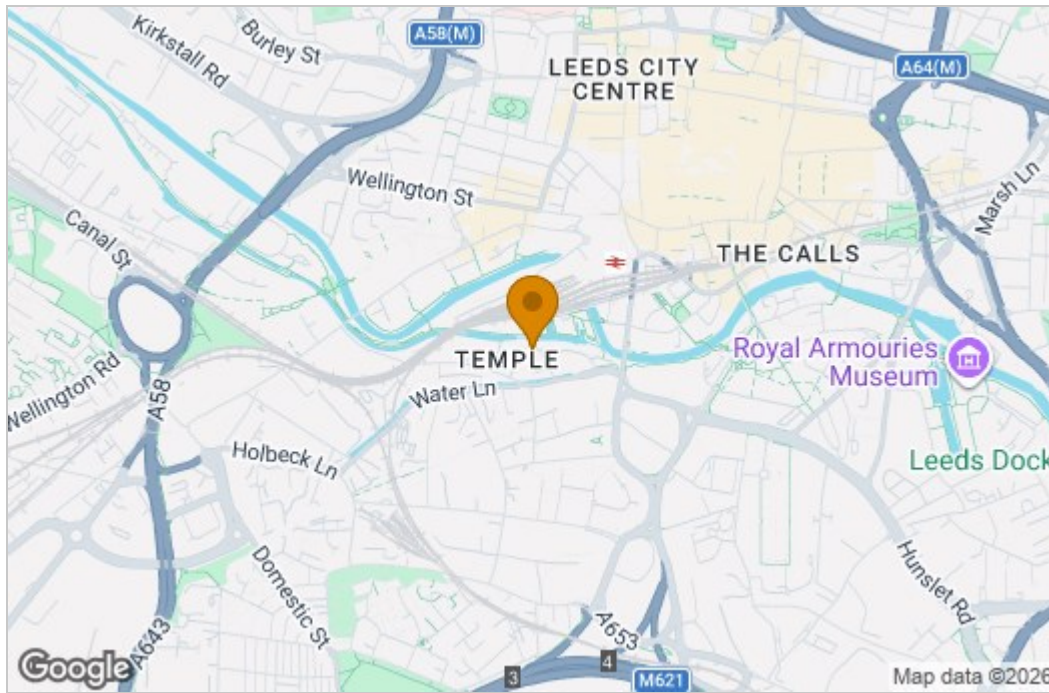 Kirkstall Rd
Burley St
A58(M)
LEEDS CITY
CENTRE
A64(M)
Wellington St
Marsh Ln
Canal St
THE CALLS
TEMPLE
Royal Armouries
Museum
Wellington Rd
A58
Water Ln
Holbeck Ln
Leeds Dock
Domestic St
Hunslet Rd
A643
A653
3
4
M621
Google
Map data ©2026